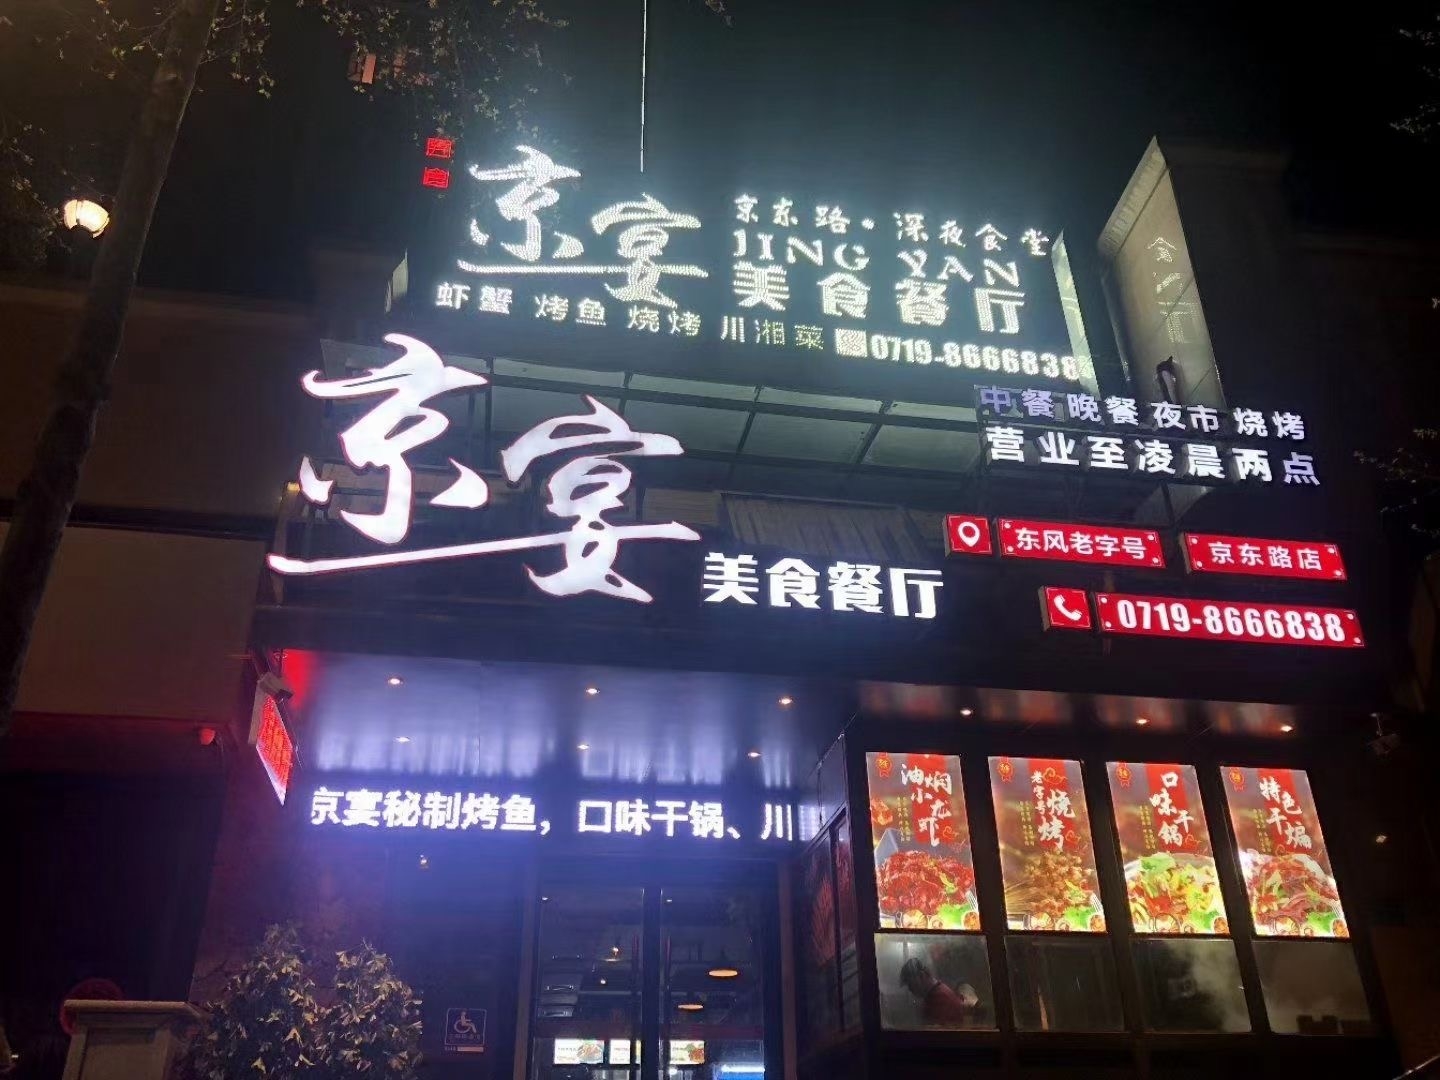 京宴
京东路·深夜食堂
JING YAN
美食餐厅
虾蟹 烤鱼 烧烤 川湘菜
0719-8666838
京宴
美食餐厅
中餐 晚餐 夜市 烧烤
营业至凌晨两点
东风老字号
京东路店
0719-8666838
京宴秘制烤鱼，口味干锅、川
油焖
小龙虾
老字号
烧烤
口味
干锅
特色
干煸